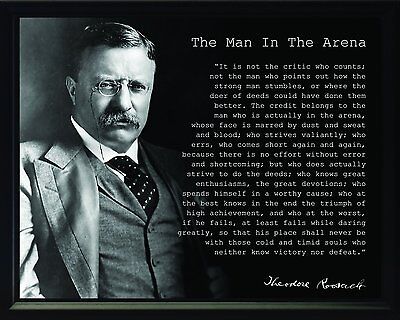 The Man In The Arena
"It is not the critic who counts;
not the man who points out how the
strong man stumbles, or where the
doer of deeds could have done them
better. The credit belongs to the
man who is actually in the arena,
whose face is marred by dust and sweat
and blood; who strives valiantly; who
errs, who comes short again and again,
because there is no effort without error
and shortcoming; but who does actually
strive to do the deeds; who knows great
enthusiasms, the great devotions; who
spends himself in a worthy cause; who at
the best knows in the end the triumph of
high achievement, and who at the worst,
if he fails, at least fails while daring
greatly, so that his place shall never be
with those cold and timid souls who
neither know victory nor defeat."
Theodore Roosevelt